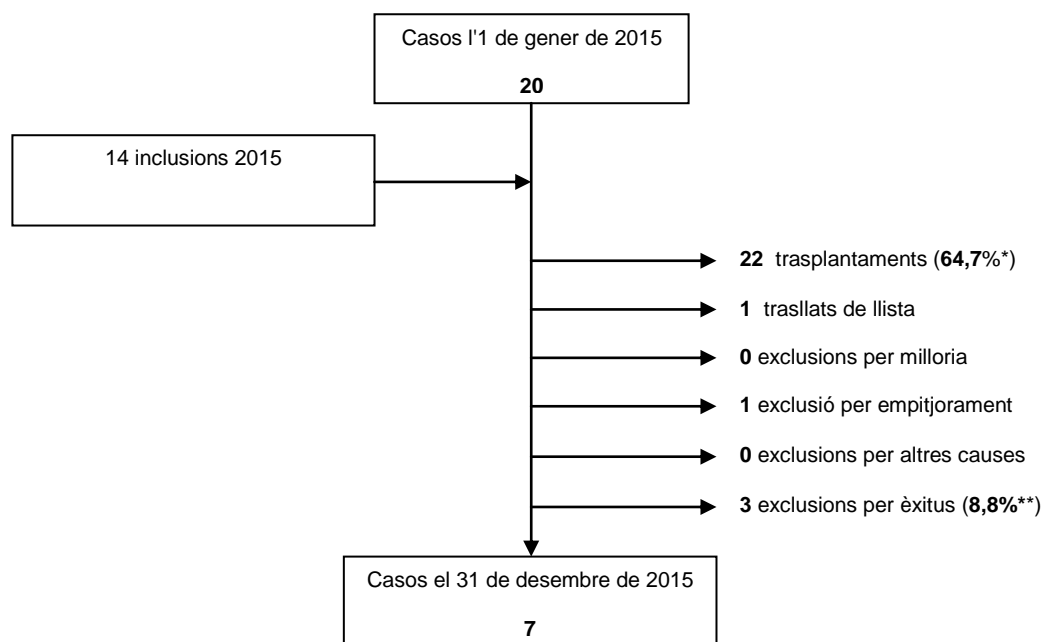 Casos l'1 de gener de 2015
20
14 inclusions 2015
22 trasplantaments (64,7%*)
1 trasllats de llista
0 exclusions per milloria
1 exclusió per empitjorament
0 exclusions per altres causes
3 exclusions per èxitus (8,8%**)
Casos el 31 de desembre de 2015
7